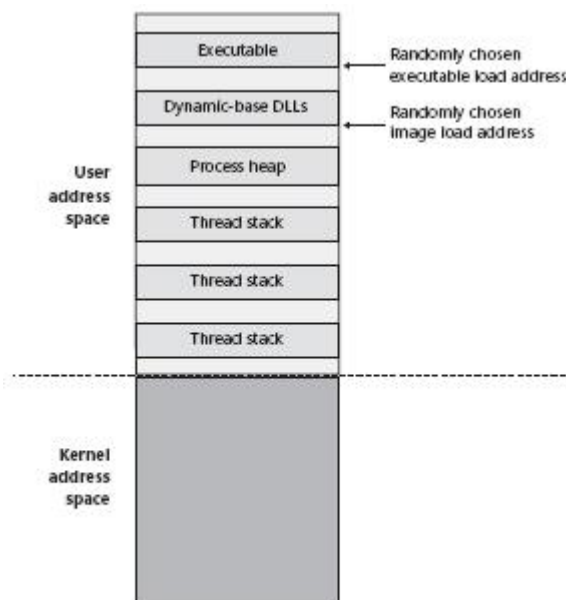 Executable
Randomly chosen
executable load address
Dynamic-base DLLs
Randomly chosen
image load address
User
address
space
Process heap
Thread stack
Thread stack
Thread stack
Kernel
address
space